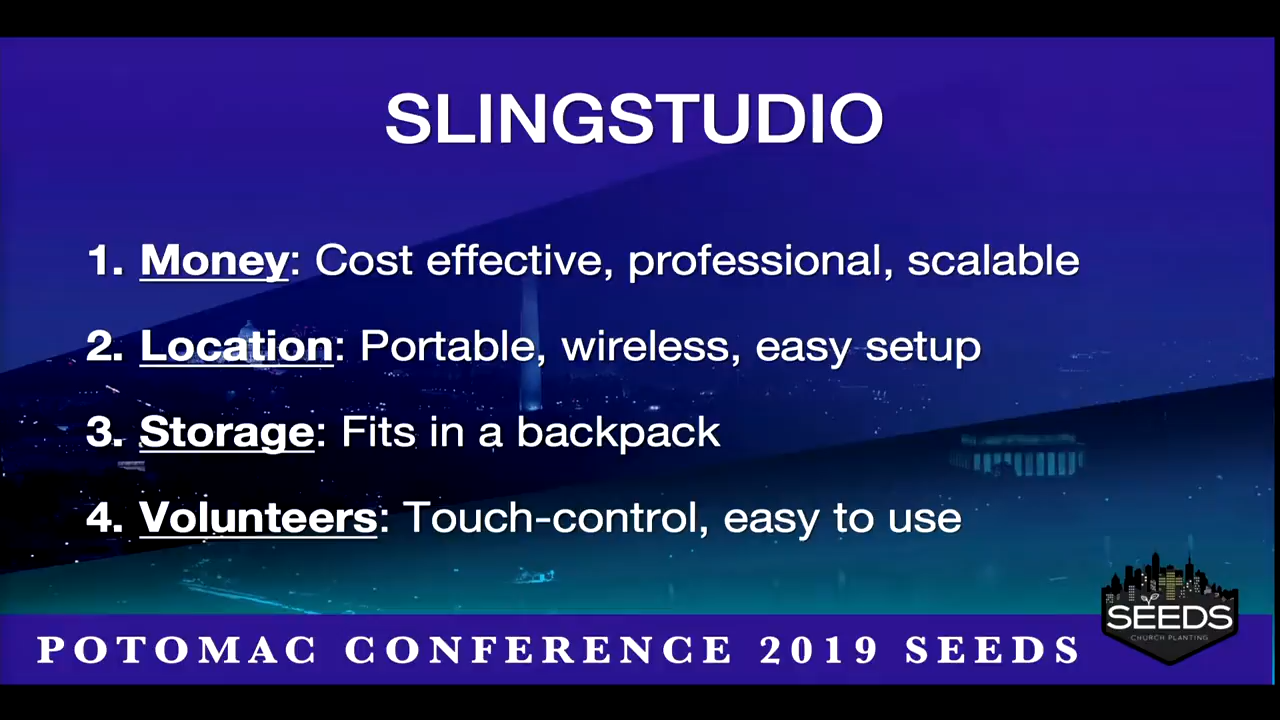 SLINGSTUDIO
1. Money: Cost effective, professional, scalable
2. Location: Portable, wireless, easy setup
3. Storage: Fits in a backpack
4. Volunteers: Touch-control, easy to use
SEEDS
CHURCH PLANTING
POTOMAC CONFERENCE 2019 SEEDS